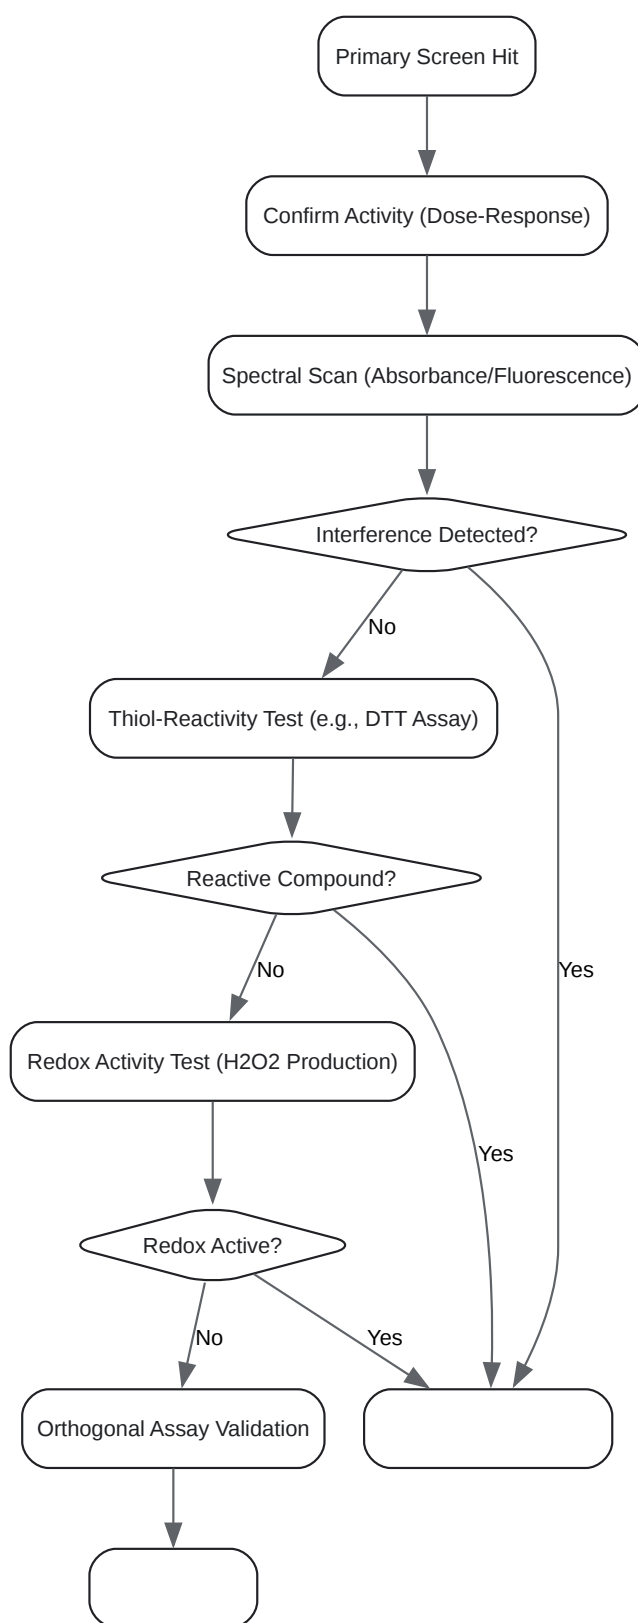 Primary Screen Hit
Confirm Activity (Dose-Response)
Spectral Scan (Absorbance/Fluorescence)
Interference Detected?
No
Thiol-Reactivity Test (e.g., DTT Assay)
Reactive Compound?
No
Yes
Redox Activity Test (H2O2 Production)
Yes
Redox Active?
No
Yes
Orthogonal Assay Validation